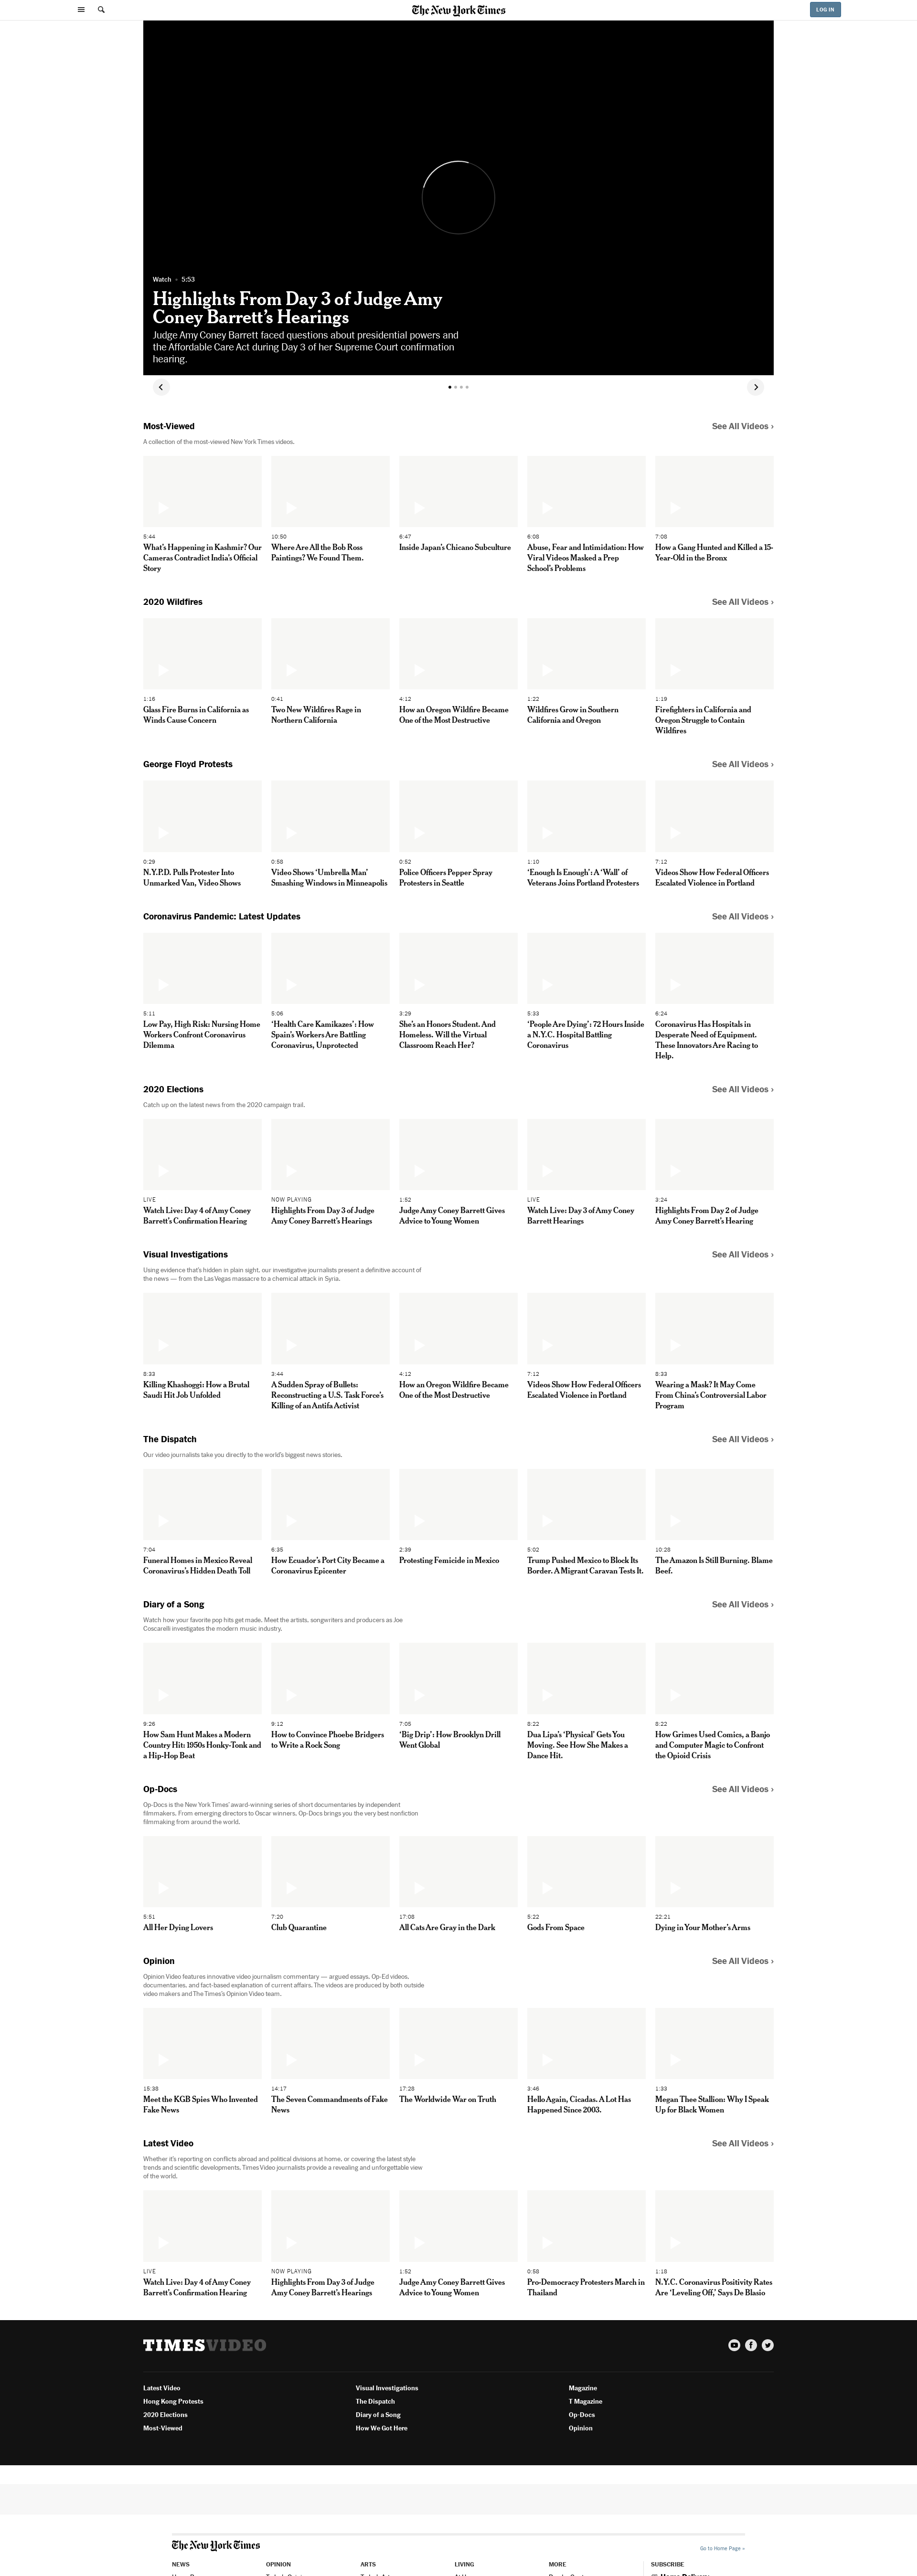 The New York Times
LOG IN
Watch • 5:53
Highlights From Day 3 of Judge Amy
Coney Barrett’s Hearings
Judge Amy Coney Barrett faced questions about presidential powers and
the Affordable Care Act during Day 3 of her Supreme Court confirmation
hearing.
Most-Viewed
See All Videos ›
A collection of the most-viewed New York Times videos.
5:44
What’s Happening in Kashmir? Our
Cameras Contradict India’s Official
Story
10:50
Where Are All the Bob Ross
Paintings? We Found Them.
6:47
Inside Japan’s Chicano Subculture
6:08
Abuse, Fear and Intimidation: How
Viral Videos Masked a Prep
School’s Problems
7:08
How a Gang Hunted and Killed a 15-
Year-Old in the Bronx
2020 Wildfires
See All Videos ›
1:16
Glass Fire Burns in California as
Winds Cause Concern
0:41
Two New Wildfires Rage in
Northern California
4:12
How an Oregon Wildfire Became
One of the Most Destructive
1:22
Wildfires Grow in Southern
California and Oregon
1:19
Firefighters in California and
Oregon Struggle to Contain
Wildfires
George Floyd Protests
See All Videos ›
0:29
N.Y.P.D. Pulls Protester Into
Unmarked Van, Video Shows
0:58
Video Shows ‘Umbrella Man’
Smashing Windows in Minneapolis
0:52
Police Officers Pepper Spray
Protesters in Seattle
1:10
‘Enough Is Enough’: A ‘Wall’ of
Veterans Joins Portland Protesters
7:12
Videos Show How Federal Officers
Escalated Violence in Portland
Coronavirus Pandemic: Latest Updates
See All Videos ›
5:11
Low Pay, High Risk: Nursing Home
Workers Confront Coronavirus
Dilemma
5:06
‘Health Care Kamikazes’: How
Spain’s Workers Are Battling
Coronavirus, Unprotected
3:29
She’s an Honors Student. And
Homeless. Will the Virtual
Classroom Reach Her?
5:33
‘People Are Dying’: 72 Hours Inside
a N.Y.C. Hospital Battling
Coronavirus
6:24
Coronavirus Has Hospitals in
Desperate Need of Equipment.
These Innovators Are Racing to
Help.
2020 Elections
See All Videos ›
Catch up on the latest news from the 2020 campaign trail.
LIVE
Watch Live: Day 4 of Amy Coney
Barrett’s Confirmation Hearing
NOW PLAYING
Highlights From Day 3 of Judge
Amy Coney Barrett’s Hearings
1:52
Judge Amy Coney Barrett Gives
Advice to Young Women
LIVE
Watch Live: Day 3 of Amy Coney
Barrett Hearings
3:24
Highlights From Day 2 of Judge
Amy Coney Barrett’s Hearing
Visual Investigations
See All Videos ›
Using evidence that’s hidden in plain sight, our investigative journalists present a definitive account of
the news — from the Las Vegas massacre to a chemical attack in Syria.
8:33
Killing Khashoggi: How a Brutal
Saudi Hit Job Unfolded
3:44
A Sudden Spray of Bullets:
Reconstructing a U.S. Task Force’s
Killing of an Antifa Activist
4:12
How an Oregon Wildfire Became
One of the Most Destructive
7:12
Videos Show How Federal Officers
Escalated Violence in Portland
8:33
Wearing a Mask? It May Come
From China’s Controversial Labor
Program
The Dispatch
See All Videos ›
Our video journalists take you directly to the world’s biggest news stories.
7:04
Funeral Homes in Mexico Reveal
Coronavirus’s Hidden Death Toll
6:35
How Ecuador’s Port City Became a
Coronavirus Epicenter
2:39
Protesting Femicide in Mexico
5:02
Trump Pushed Mexico to Block Its
Border. A Migrant Caravan Tests It.
10:28
The Amazon Is Still Burning. Blame
Beef.
Diary of a Song
See All Videos ›
Watch how your favorite pop hits get made. Meet the artists, songwriters and producers as Joe
Coscarelli investigates the modern music industry.
9:26
How Sam Hunt Makes a Modern
Country Hit: 1950s Honky-Tonk and
a Hip-Hop Beat
9:12
How to Convince Phoebe Bridgers
to Write a Rock Song
7:05
‘Big Drip’: How Brooklyn Drill
Went Global
8:22
Dua Lipa’s ‘Physical’ Gets You
Moving. See How She Makes a
Dance Hit.
8:22
How Grimes Used Comics, a Banjo
and Computer Magic to Confront
the Opioid Crisis
Op-Docs
See All Videos ›
Op-Docs is the New York Times’ award-winning series of short documentaries by independent
filmmakers. From emerging directors to Oscar winners, Op-Docs brings you the very best nonfiction
filmmaking from around the world.
5:51
All Her Dying Lovers
7:20
Club Quarantine
17:08
All Cats Are Gray in the Dark
5:22
Gods From Space
22:21
Dying in Your Mother’s Arms
Opinion
See All Videos ›
Opinion Video features innovative video journalism commentary — argued essays, Op-Ed videos,
documentaries, and fact-based explanation of current affairs. The videos are produced by both outside
video makers and The Times’s Opinion Video team.
15:38
Meet the KGB Spies Who Invented
Fake News
14:17
The Seven Commandments of Fake
News
17:28
The Worldwide War on Truth
3:46
Hello Again, Cicadas. A Lot Has
Happened Since 2003.
1:33
Megan Thee Stallion: Why I Speak
Up for Black Women
Latest Video
See All Videos ›
Whether it’s reporting on conflicts abroad and political divisions at home, or covering the latest style
trends and scientific developments, Times Video journalists provide a revealing and unforgettable view
of the world.
LIVE
Watch Live: Day 4 of Amy Coney
Barrett’s Confirmation Hearing
NOW PLAYING
Highlights From Day 3 of Judge
Amy Coney Barrett’s Hearings
1:52
Judge Amy Coney Barrett Gives
Advice to Young Women
0:58
Pro-Democracy Protesters March in
Thailand
1:18
N.Y.C. Coronavirus Positivity Rates
Are ‘Leveling Off,’ Says De Blasio
TIMESVIDEO
Latest Video
Hong Kong Protests
2020 Elections
Most-Viewed
Visual Investigations
The Dispatch
Diary of a Song
How We Got Here
Magazine
T Magazine
Op-Docs
Opinion
The New York Times
Go to Home Page »
NEWS
OPINION
ARTS
LIVING
MORE
SUBSCRIBE